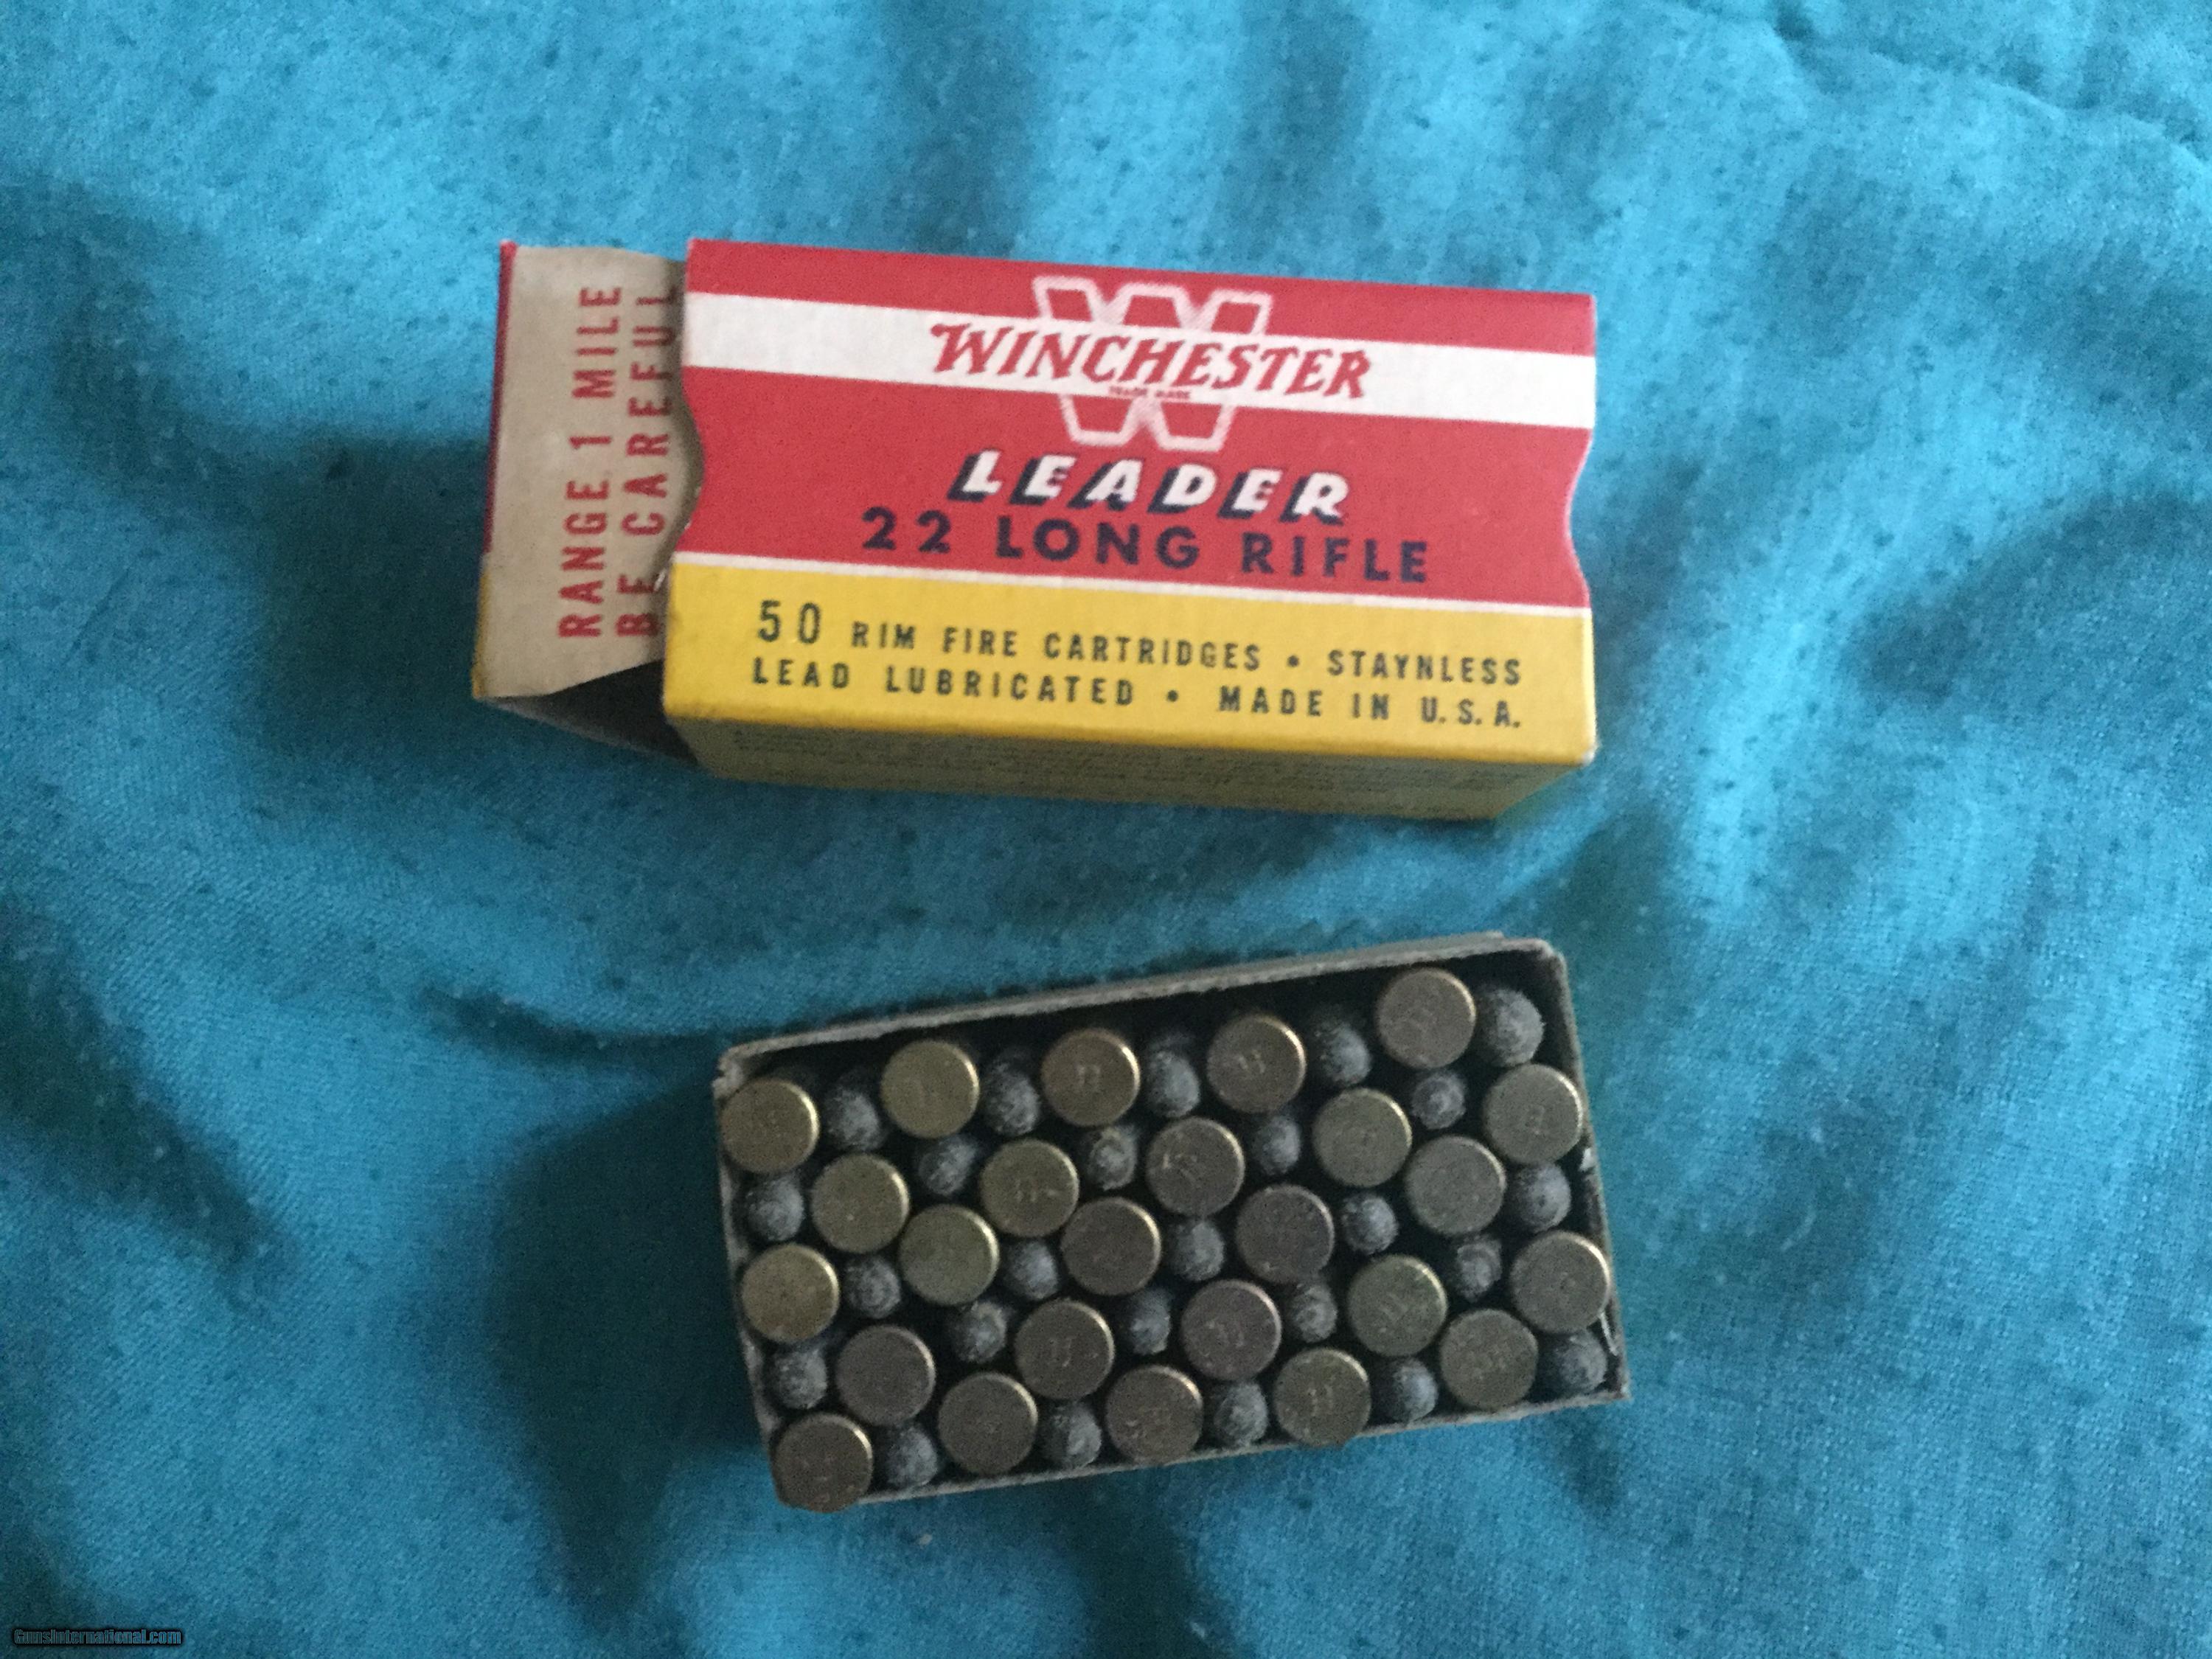 RANGE 1 MILE
BE CAREFUL
W
WINCHESTER
TRADE MARK
LEADER
22 LONG RIFLE
50 RIM FIRE CARTRIDGES • STAYNLESS
LEAD LUBRICATED • MADE IN U.S.A.
GunsInternational.com